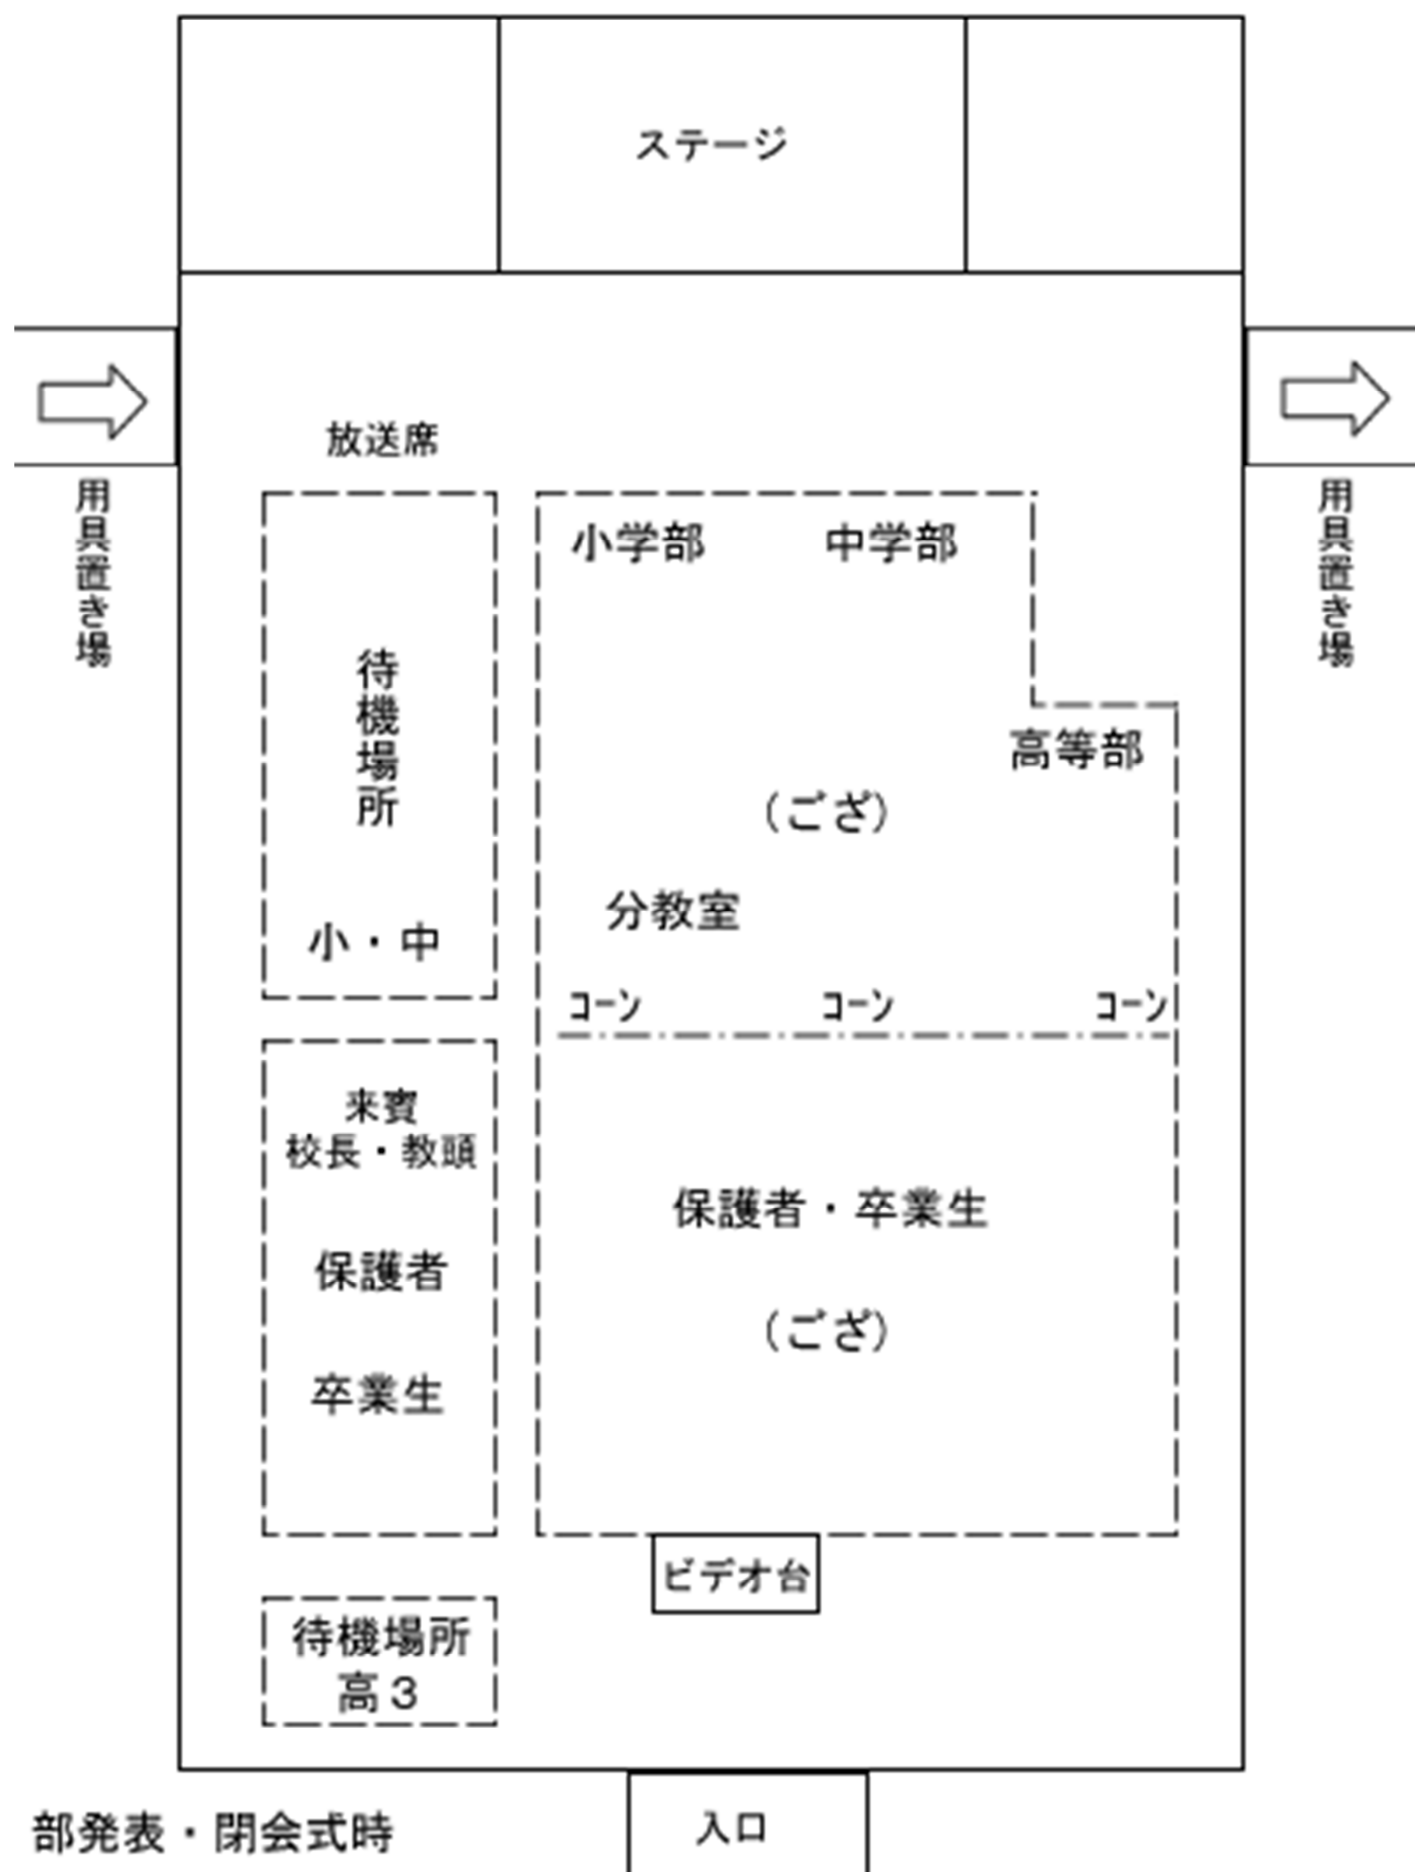 ステージ
放送席
用具置き場
用具置き場
小学部
中学部
待機場所
高等部
(ござ)
分教室
小・中
コーン
コーン
コーン
来賓
校長・教頭
保護者・卒業生
保護者
(ござ)
卒業生
ビデオ台
待機場所
高3
入口
部発表・閉会式時